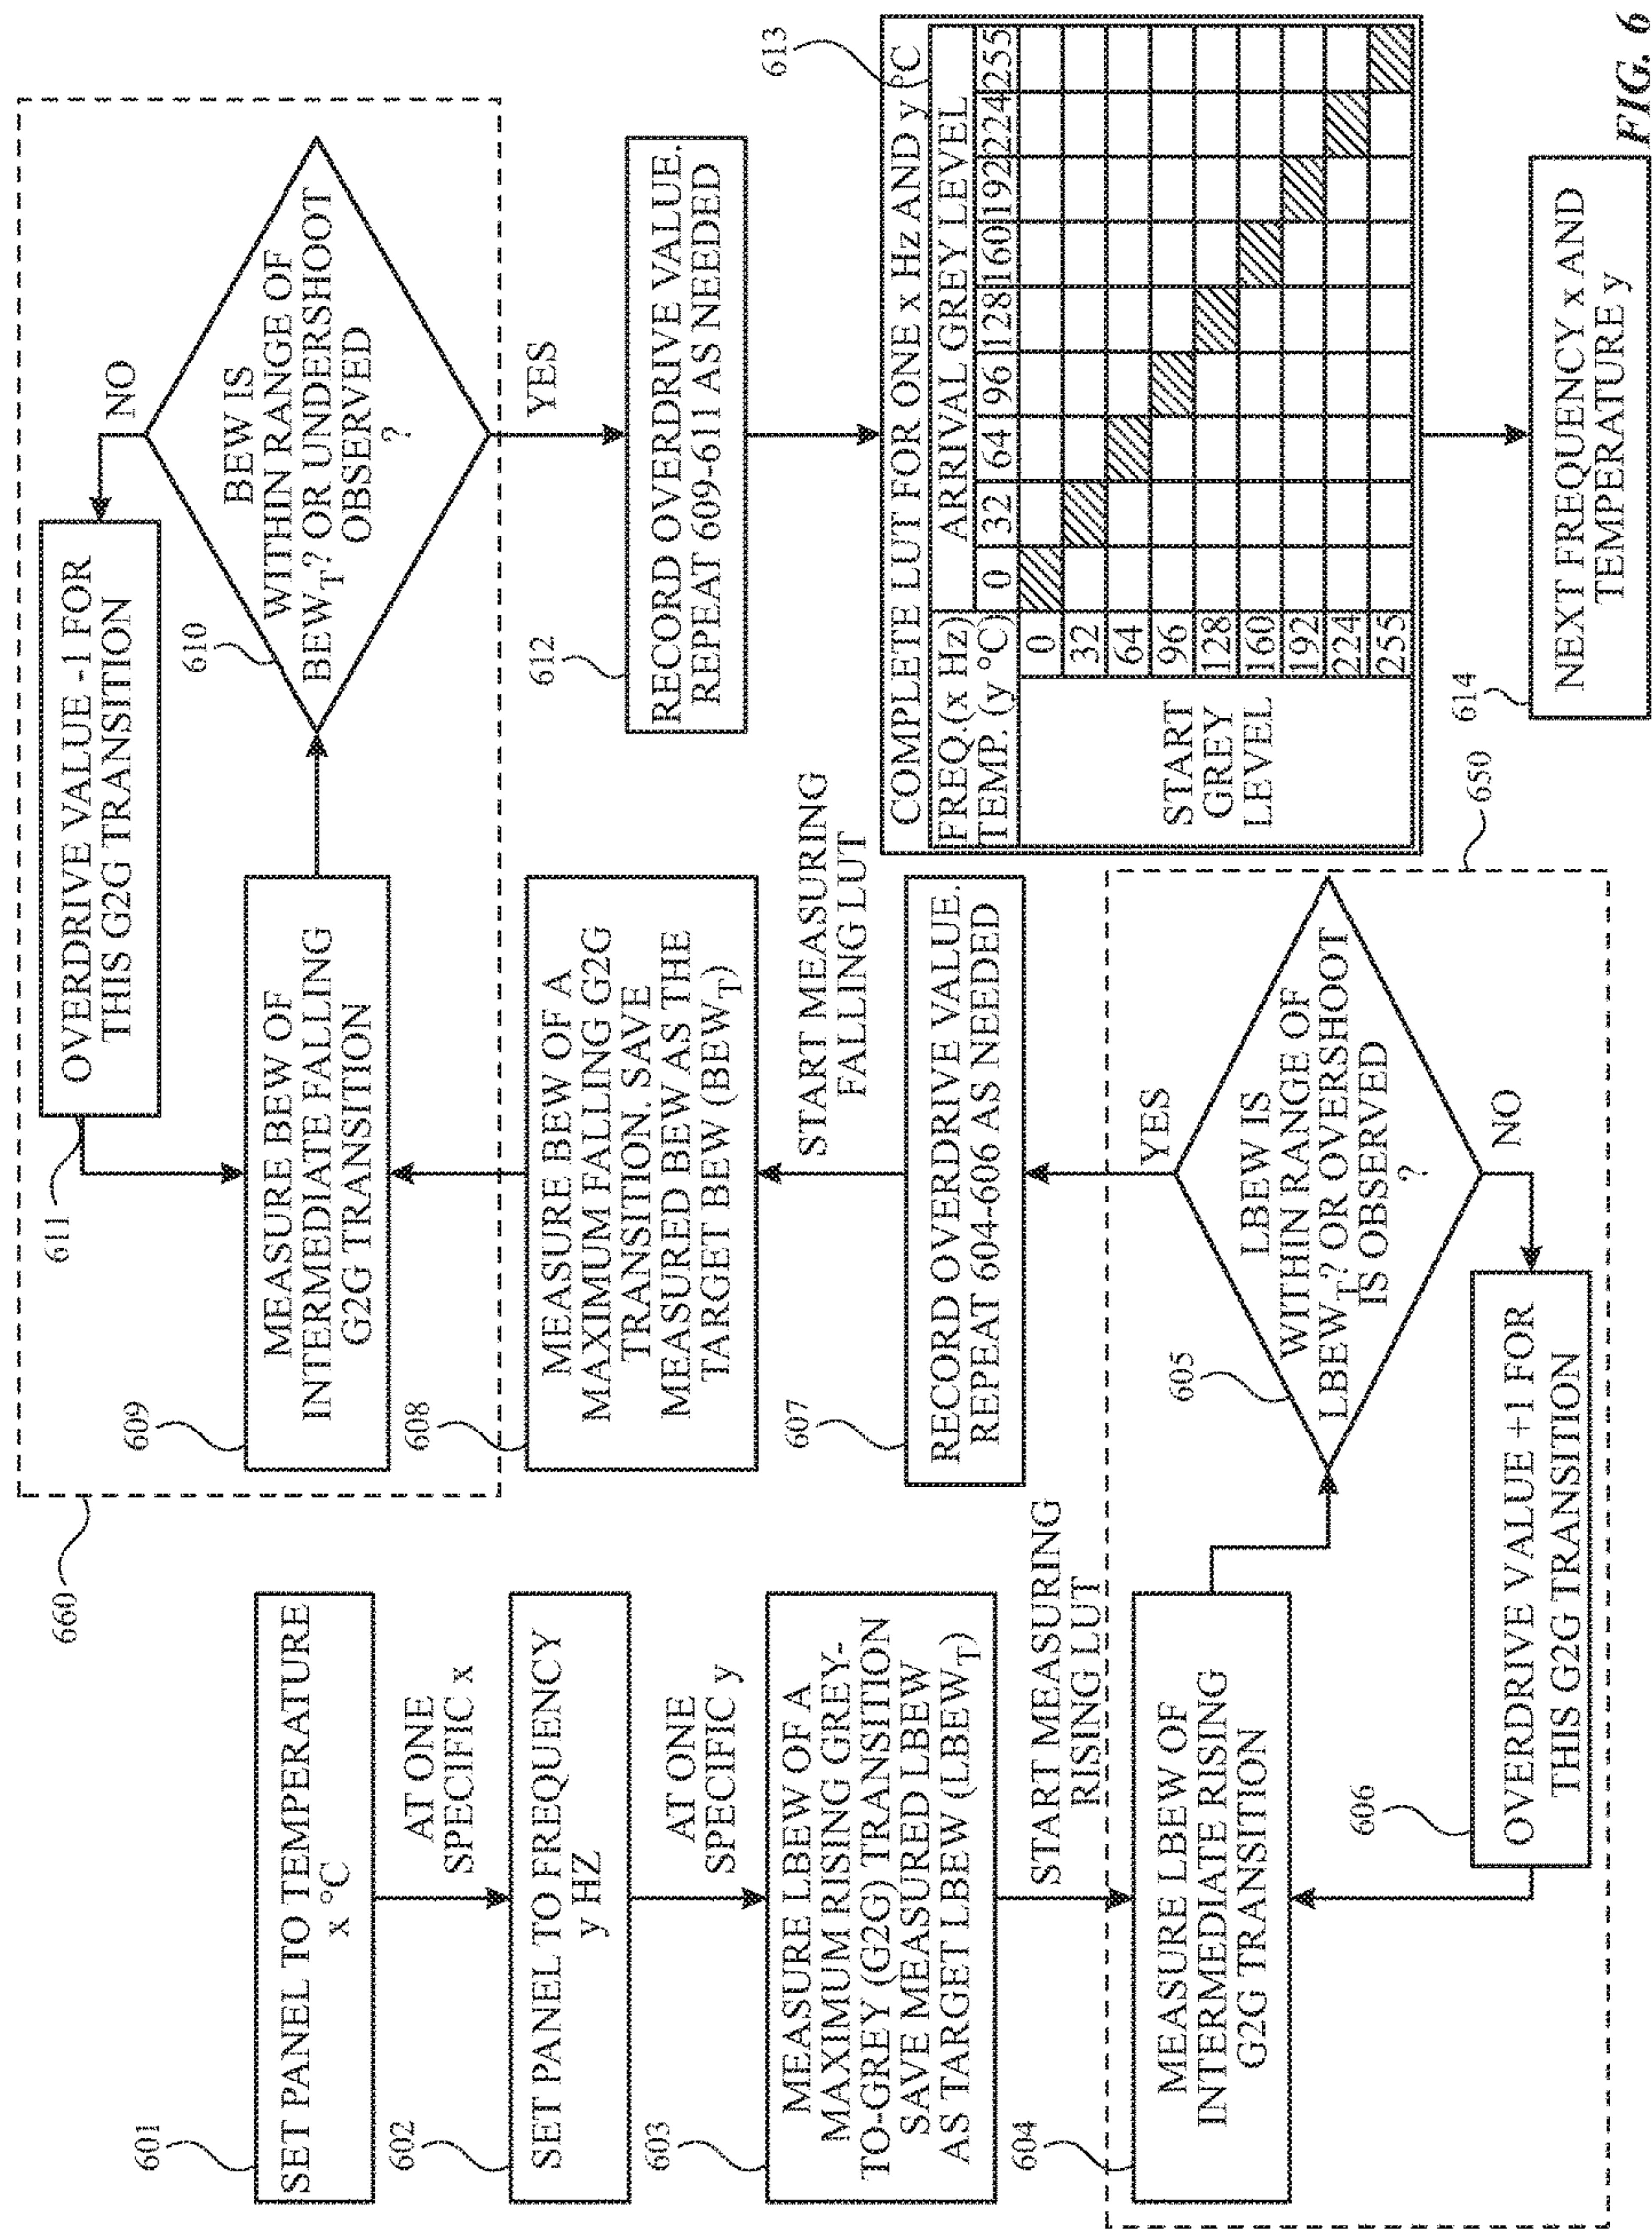 601
SET PANEL TO TEMPERATURE
x °C
AT ONE
SPECIFIC x
602
SET PANEL TO FREQUENCY
y HZ
AT ONE
SPECIFIC y
603
MEASURE LBEW OF A
MAXIMUM RISING GREY-
TO-GREY (G2G) TRANSITION
SAVE MEASURED LBEW
AS TARGET LBEW (LBEWT)
START MEASURING
RISING LUT
604
MEASURE LBEW OF
INTERMEDIATE RISING
G2G TRANSITION
605
LBEW IS
WITHIN RANGE OF
LBEWT? OR OVERSHOOT
IS OBSERVED
?
NO
606
OVERDRIVE VALUE +1 FOR
THIS G2G TRANSITION
YES
650
607
RECORD OVERDRIVE VALUE.
REPEAT 604-606 AS NEEDED
START MEASURING
FALLING LUT
608
MEASURE BEW OF A
MAXIMUM FALLING G2G
TRANSITION. SAVE
MEASURED BEW AS THE
TARGET BEW (BEWT)
609
MEASURE BEW OF
INTERMEDIATE FALLING
G2G TRANSITION
660
610
BEW IS
WITHIN RANGE OF
BEWT? OR UNDERSHOOT
OBSERVED
?
NO
611
OVERDRIVE VALUE -1 FOR
THIS G2G TRANSITION
YES
612
RECORD OVERDRIVE VALUE.
REPEAT 609-611 AS NEEDED
613
COMPLETE LUT FOR ONE x Hz AND y °C
FREQ.(x Hz) ARRIVAL GREY LEVEL
TEMP. (y °C) 0 32 64 96 128 160 192 224 255
START
GREY
LEVEL
0
32
64
96
128
160
192
224
255
614
NEXT FREQUENCY x AND
TEMPERATURE y
FIG. 6